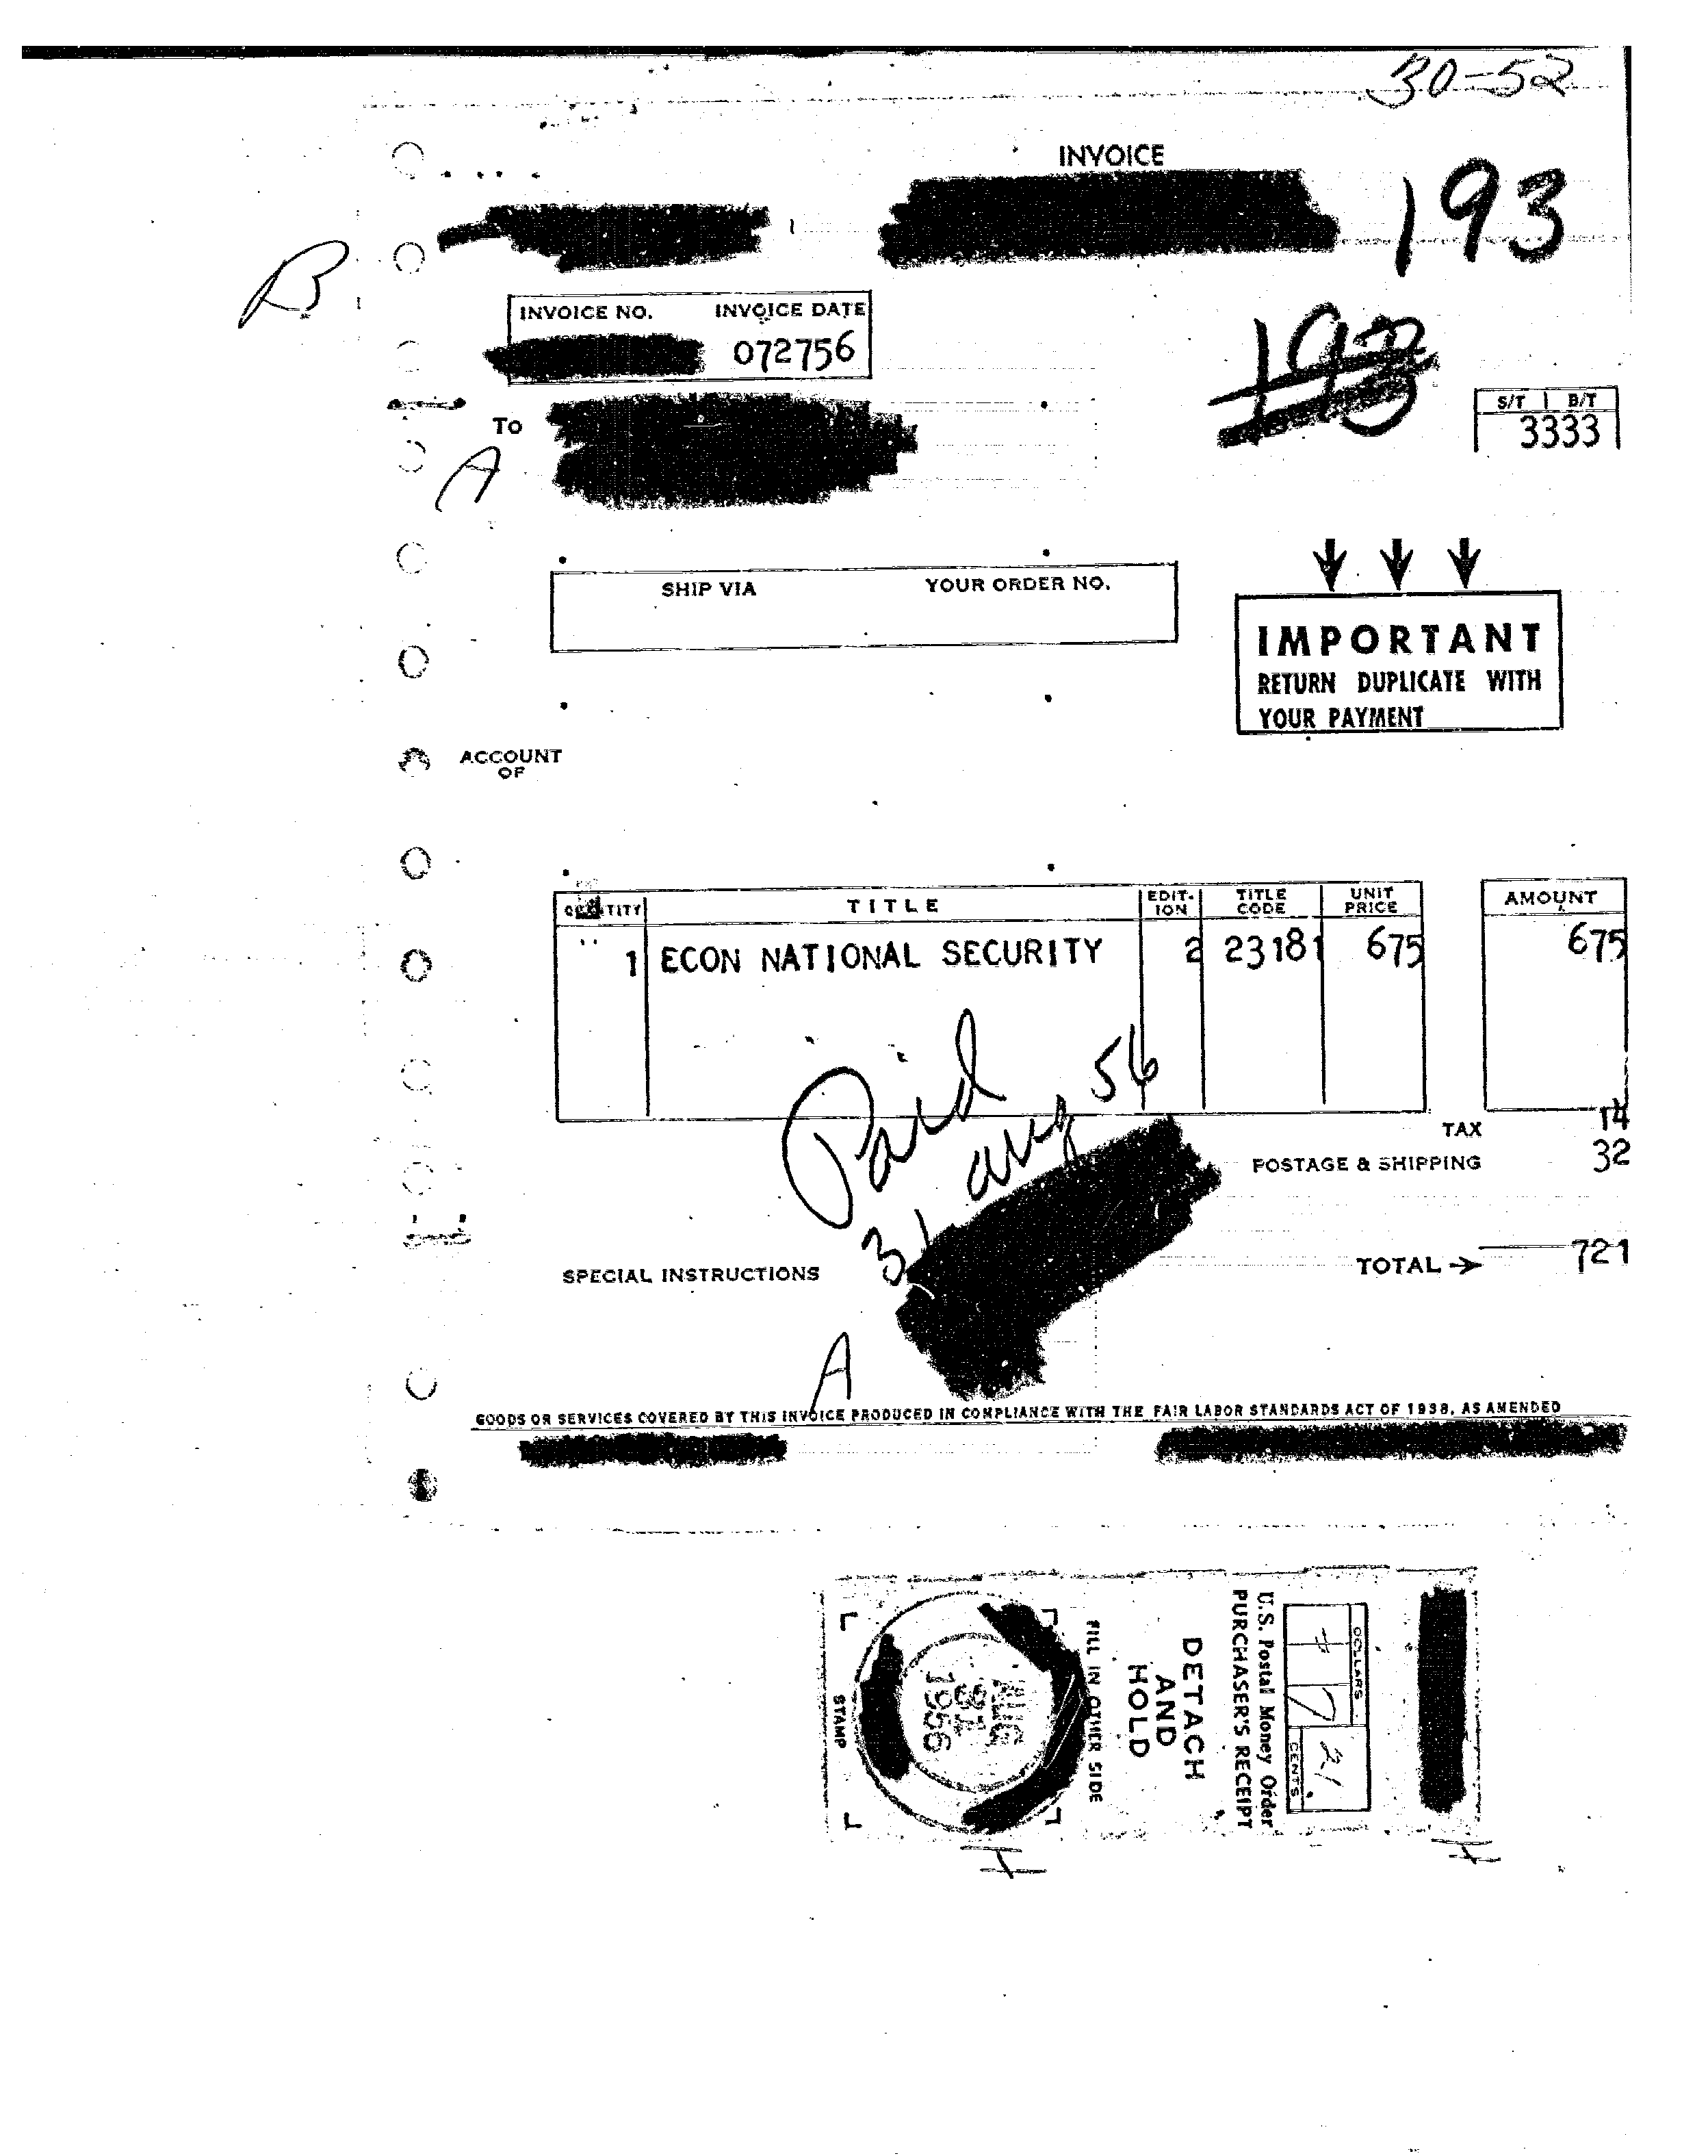 30-52
INVOICE
193
B
INVOICE NO. INVOICE DATE
072756
193
S/T B/T
3333
To
A
SHIP VIA YOUR ORDER NO.
IMPORTANT
RETURN DUPLICATE WITH
YOUR PAYMENT
ACCOUNT
OF
QUANTITY TITLE EDIT-ION TITLE CODE UNIT PRICE AMOUNT
1 ECON NATIONAL SECURITY 2 23181 675 675
Paid
31 Aug 56
TAX 14
POSTAGE & SHIPPING 32
TOTAL → 721
SPECIAL INSTRUCTIONS
A
GOODS OR SERVICES COVERED BY THIS INVOICE PRODUCED IN COMPLIANCE WITH THE FAIR LABOR STANDARDS ACT OF 1938, AS AMENDED
DOLLARS CENTS
7 21
U.S. Postal Money Order
PURCHASER'S RECEIPT
DETACH
AND
HOLD
FILL IN OTHER SIDE
AUG
31
1956
STAMP